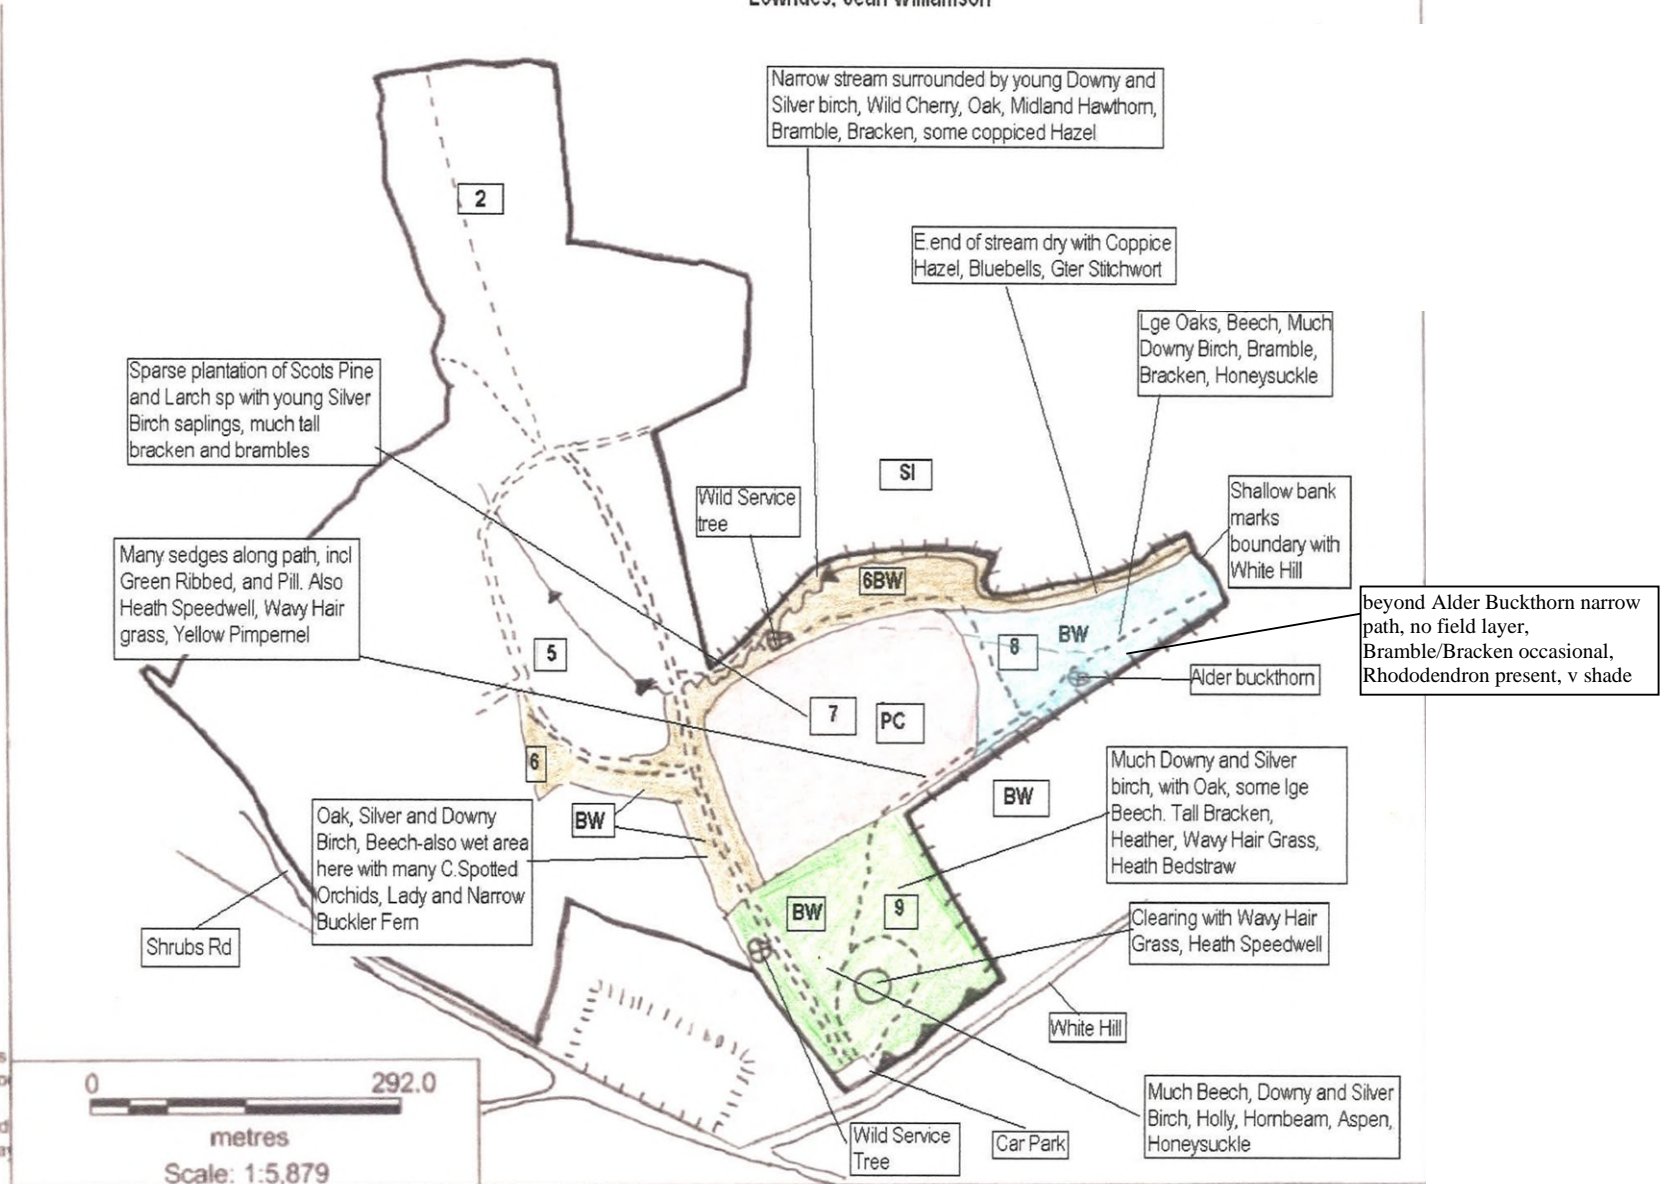 Narrow stream surrounded by young Downy and
Silver birch, Wild Cherry, Oak, Midland Hawthorn,
Bramble, Bracken, some coppiced Hazel
2
E.end of stream dry with Coppice
Hazel, Bluebells, Gter Stitchwort
Lge Oaks, Beech, Much
Downy Birch, Bramble,
Bracken, Honeysuckle
Sparse plantation of Scots Pine
and Larch sp with young Silver
Birch saplings, much tall
bracken and brambles
SI
Wild Service
tree
Shallow bank
marks
boundary with
White Hill
Many sedges along path, incl
Green Ribbed, and Pill. Also
Heath Speedwell, Wavy Hair
grass, Yellow Pimpernel
6BW
beyond Alder Buckthorn narrow
path, no field layer,
Bramble/Bracken occasional,
Rhododendron present, v shade
5
8
BW
Alder buckthorn
7
PC
6
BW
BW
Much Downy and Silver
birch, with Oak, some lge
Beech. Tall Bracken,
Heather, Wavy Hair Grass,
Heath Bedstraw
Oak, Silver and Downy
Birch, Beech-also wet area
here with many C.Spotted
Orchids, Lady and Narrow
Buckler Fern
BW
9
Clearing with Wavy Hair
Grass, Heath Speedwell
Shrubs Rd
White Hill
0 292.0
metres
Scale: 1:5,879
Wild Service
Tree
Car Park
Much Beech, Downy and Silver
Birch, Holly, Hornbeam, Aspen,
Honeysuckle